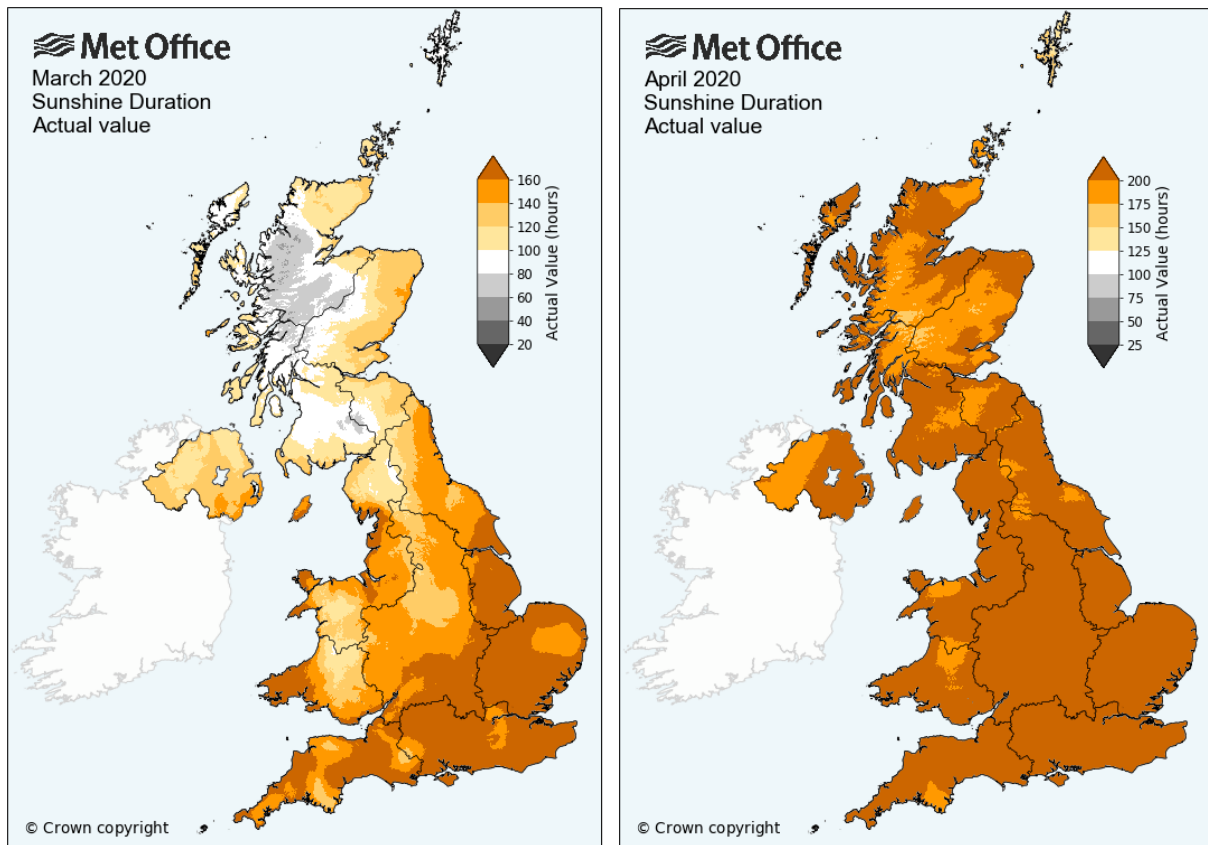 Met Office
March 2020
Sunshine Duration
Actual value
160
140
120
100
80
60
40
20
Actual Value (hours)
© Crown copyright
Met Office
April 2020
Sunshine Duration
Actual value
200
175
150
125
100
75
50
25
Actual Value (hours)
© Crown copyright